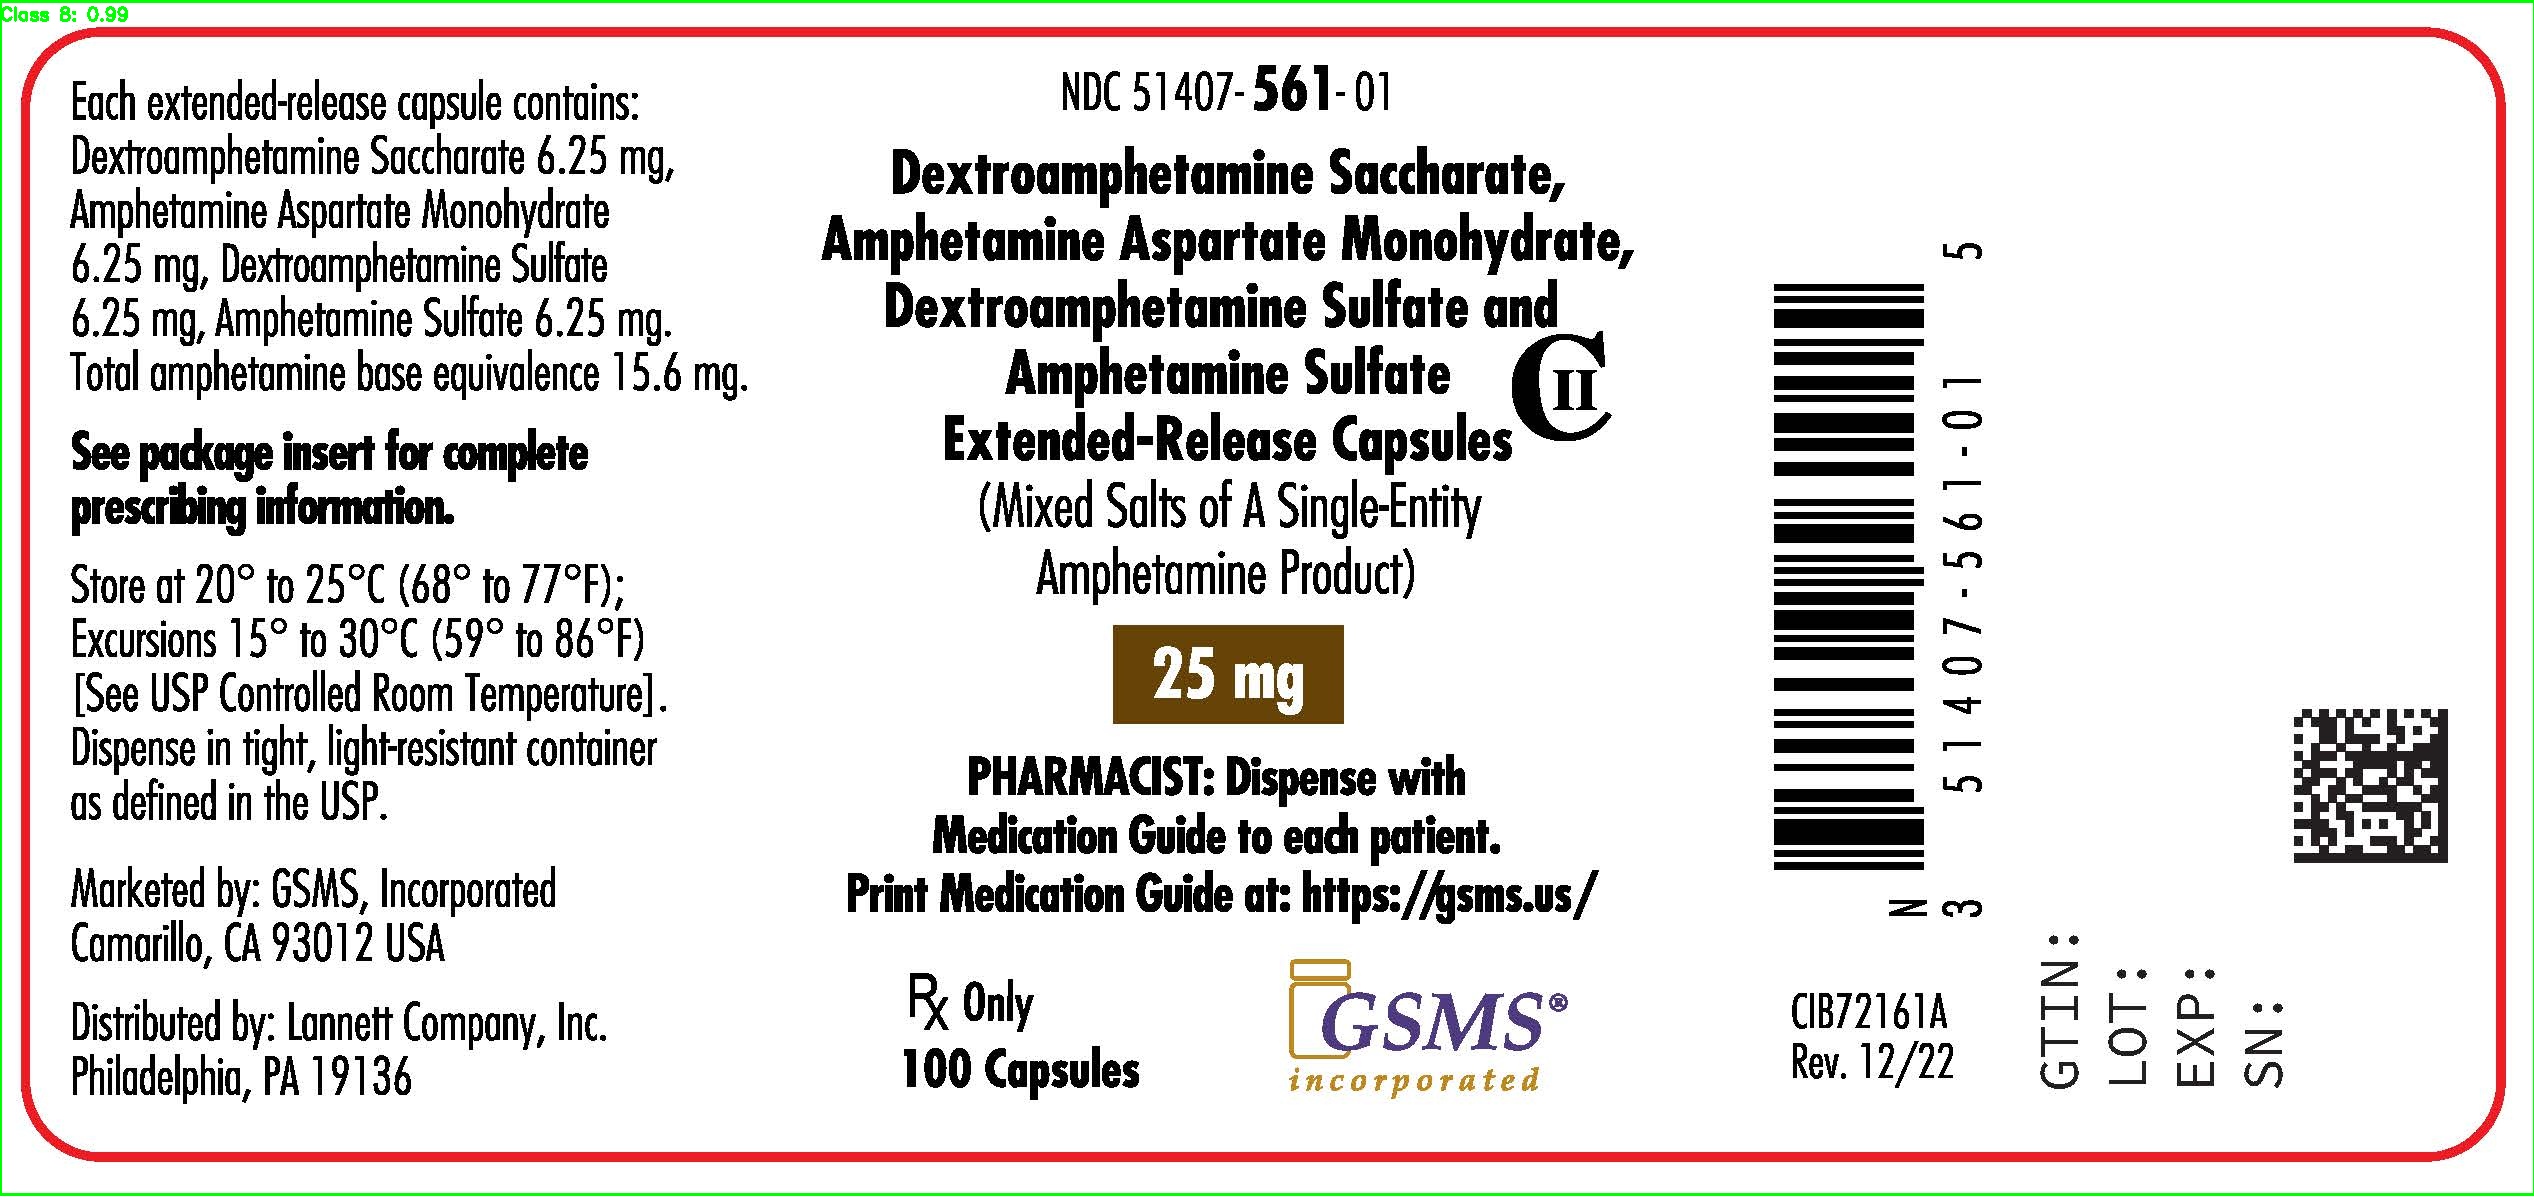 Class 8: 0.99
Each extended-release capsule contains:
Dextroamphetamine Saccharate 6.25 mg,
Amphetamine Aspartate Monohydrate
6.25 mg, Dextroamphetamine Sulfate
6.25 mg, Amphetamine Sulfate 6.25 mg.
Total amphetamine base equivalence 15.6 mg.
See package insert for complete
prescribing information.
Store at 20° to 25°C (68° to 77°F);
Excursions 15° to 30°C (59° to 86°F)
[See USP Controlled Room Temperature].
Dispense in tight, light-resistant container
as defined in the USP.
Marketed by: GSMS, Incorporated
Camarillo, CA 93012 USA
Distributed by: Lannett Company, Inc.
Philadelphia, PA 19136
NDC 51407-561-01
Dextroamphetamine Saccharate,
Amphetamine Aspartate Monohydrate,
Dextroamphetamine Sulfate and
Amphetamine Sulfate
Extended-Release Capsules
CII
(Mixed Salts of A Single-Entity
Amphetamine Product)
25 mg
PHARMACIST: Dispense with
Medication Guide to each patient.
Print Medication Guide at: https://gsms.us/
Rx Only
100 Capsules
GSMS®
incorporated
N
3 51407-561-01 5
CIB72161A
Rev. 12/22
GTIN:
LOT:
EXP:
SN: